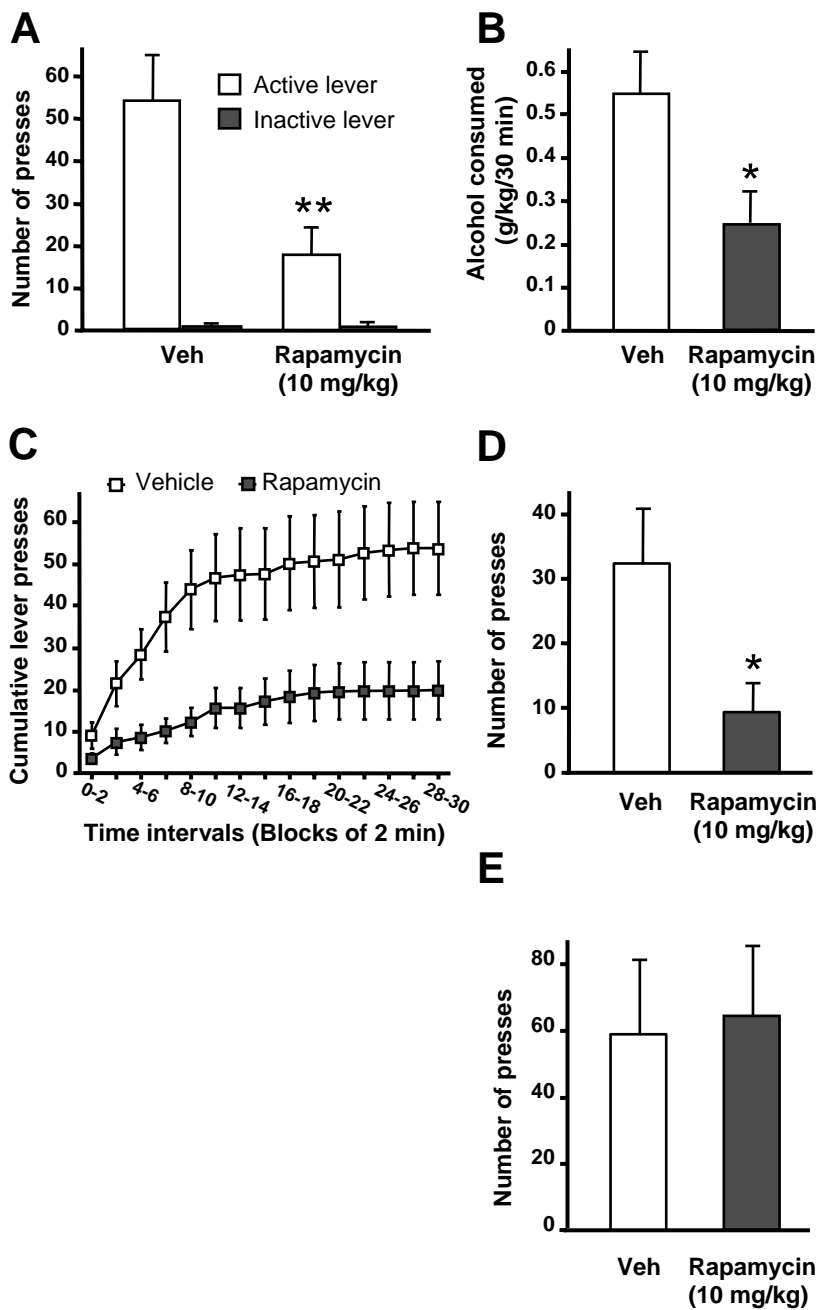 A
Number of presses
60
50
40
30
20
10
0
Active lever
Inactive lever
**
Veh
Rapamycin
(10 mg/kg)
B
Alcohol consumed
(g/kg/30 min)
0.6
0.5
0.4
0.3
0.2
0.1
0
*
Veh
Rapamycin
(10 mg/kg)
C
Vehicle
Rapamycin
Cumulative lever presses
60
50
40
30
20
10
0
0-2
4-6
8-10
12-14
16-18
20-22
24-26
28-30
Time intervals (Blocks of 2 min)
D
Number of presses
40
30
20
10
0
*
Veh
Rapamycin
(10 mg/kg)
E
Number of presses
80
60
40
20
0
Veh
Rapamycin
(10 mg/kg)